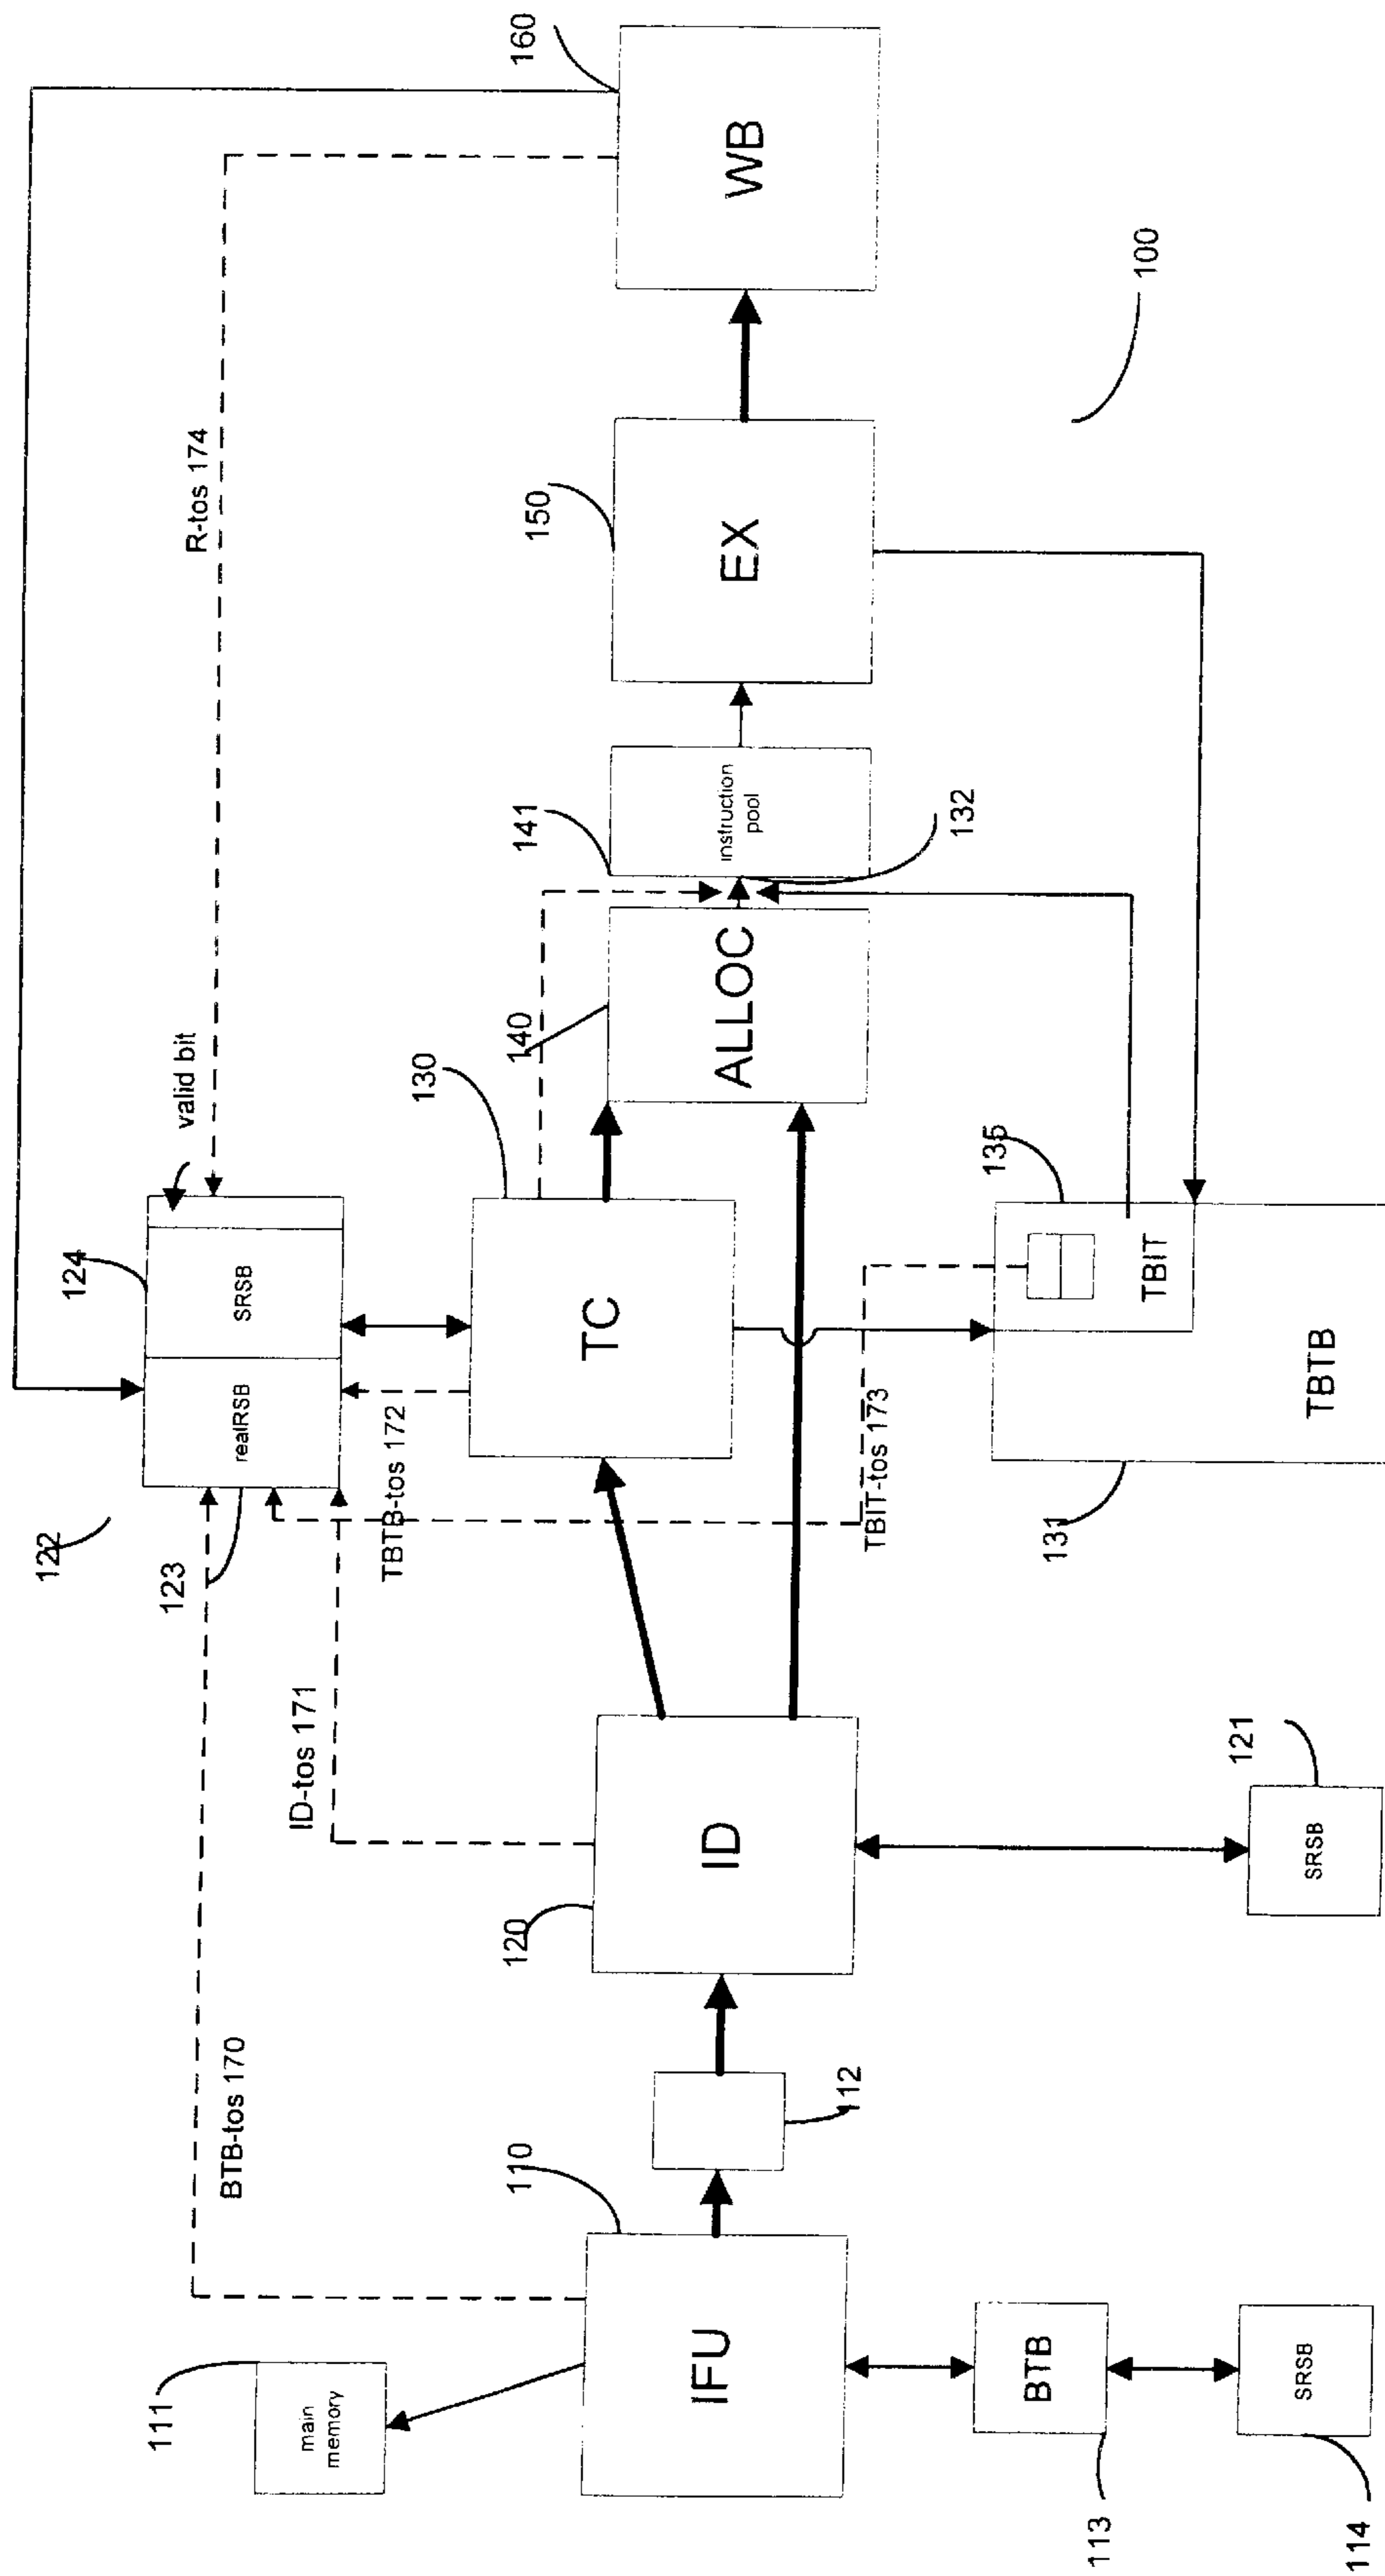 160
WB
R-tos 174
100
150
EX
141
instruction
pool
132
140
ALLOC
valid bit
130
TC
124
SRSB
realRSB
122
123
TBTB-tos 172
TBIT-tos 173
135
TBIT
TBTB
131
ID-tos 171
120
ID
121
SRSB
BTB-tos 170
112
110
IFU
111
main
memory
BTB
113
SRSB
114